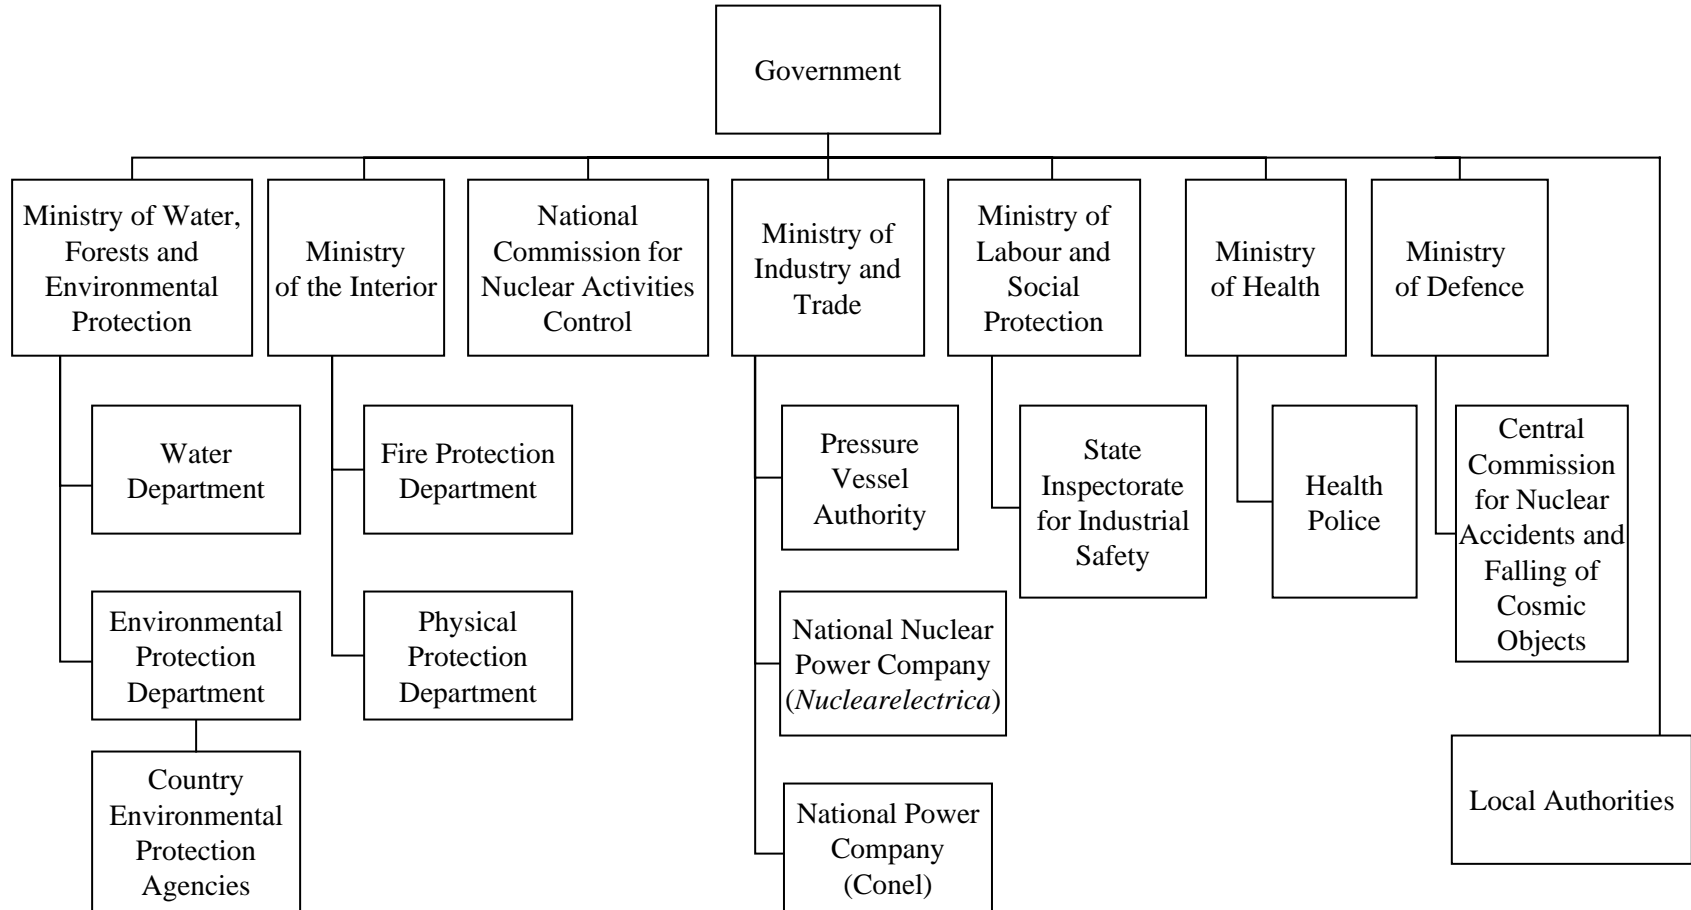 Government
Ministry of Water,
Forests and
Environmental
Protection
Ministry
of the Interior
National
Commission for
Nuclear Activities
Control
Ministry of
Industry and
Trade
Ministry of
Labour and
Social
Protection
Ministry
of Health
Ministry
of Defence
Water
Department
Fire Protection
Department
Pressure
Vessel
Authority
State
Inspectorate
for Industrial
Safety
Health
Police
Central
Commission
for Nuclear
Accidents and
Falling of
Cosmic
Objects
Environmental
Protection
Department
Physical
Protection
Department
National Nuclear
Power Company
(Nuclearelectrica)
Country
Environmental
Protection
Agencies
National Power
Company
(Conel)
Local Authorities